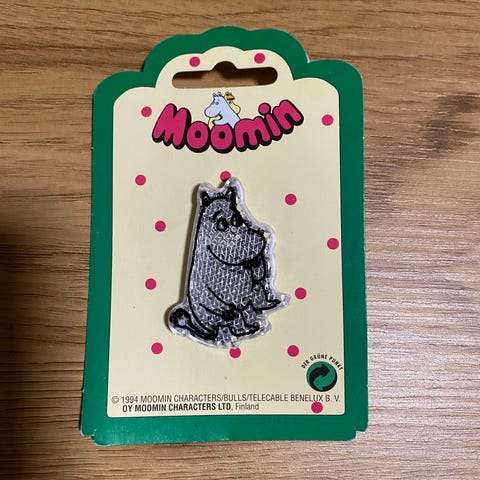 Moomin
DER GRÜNE PUNKT
© 1994 MOOMIN CHARACTERS/BULLS/TELECABLE BENELUX B. V.
OY MOOMIN CHARACTERS LTD, Finland